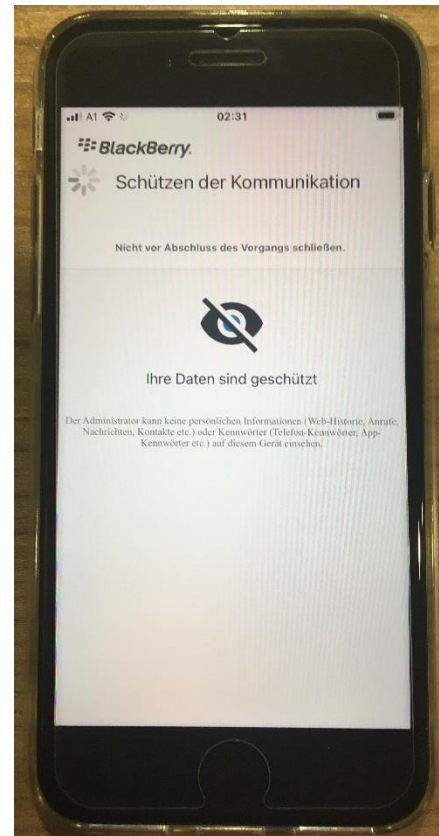 A1 02:31
BlackBerry.
Schützen der Kommunikation
Nicht vor Abschluss des Vorgangs schließen.
Ihre Daten sind geschützt
Der Administrator kann keine persönlichen Informationen (Web-Historie, Anrufe,
Nachrichten, Kontakte etc.) oder Kennwörter (Telefon-Kennwörter, App-
Kennwörter etc.) auf diesem Gerät einsehen.